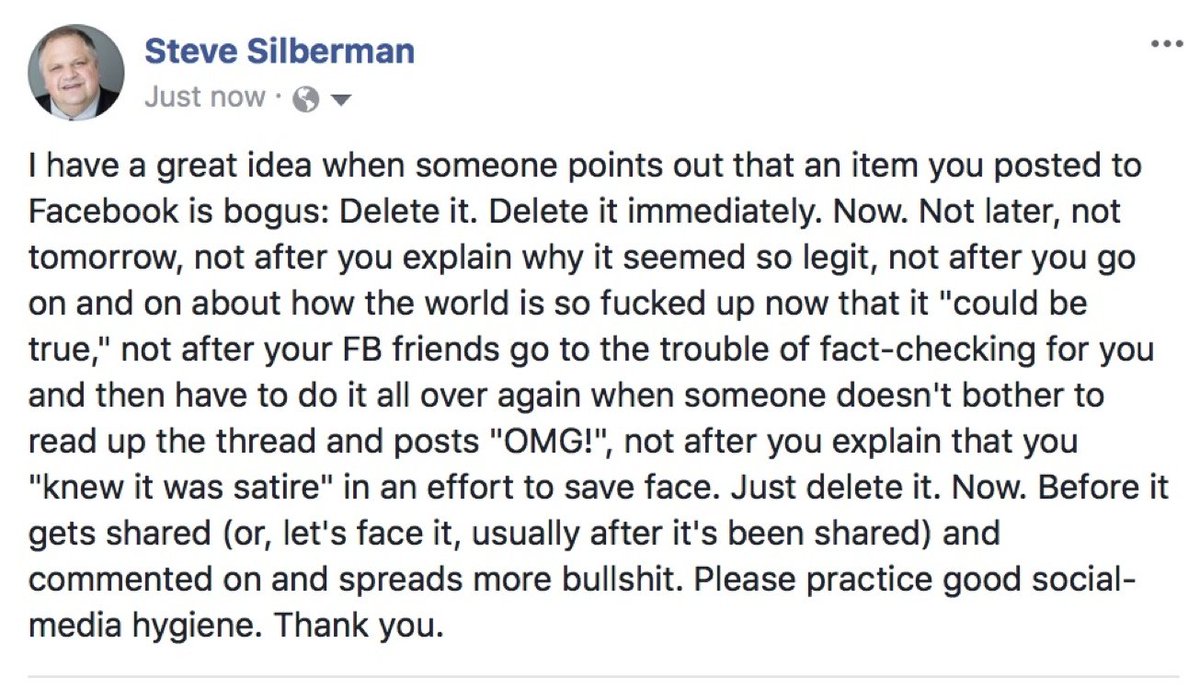 Steve Silberman
Just now ·
I have a great idea when someone points out that an item you posted to
Facebook is bogus: Delete it. Delete it immediately. Now. Not later, not
tomorrow, not after you explain why it seemed so legit, not after you go
on and on about how the world is so fucked up now that it "could be
true," not after your FB friends go to the trouble of fact-checking for you
and then have to do it all over again when someone doesn't bother to
read up the thread and posts "OMG!", not after you explain that you
"knew it was satire" in an effort to save face. Just delete it. Now. Before it
gets shared (or, let's face it, usually after it's been shared) and
commented on and spreads more bullshit. Please practice good social-
media hygiene. Thank you.